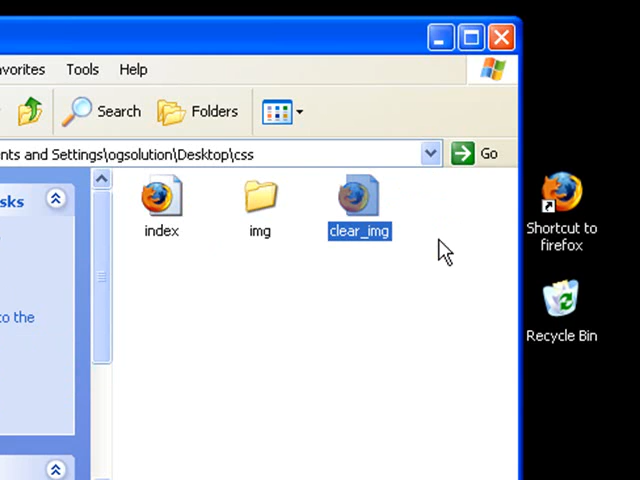 avorites Tools Help
Search Folders
nts and Settings\ogsolution\Desktop\css Go
sks
index img clear_img
to the
Shortcut to
firefox
Recycle Bin